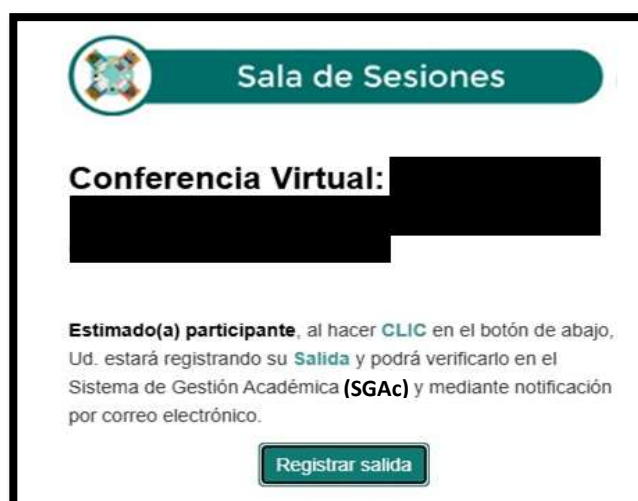 Sala de Sesiones
Conferencia Virtual:
Estimado(a) participante, al hacer CLIC en el botón de abajo,
Ud. estará registrando su Salida y podrá verificarlo en el
Sistema de Gestión Académica (SGAc) y mediante notificación
por correo electrónico.
Registrar salida